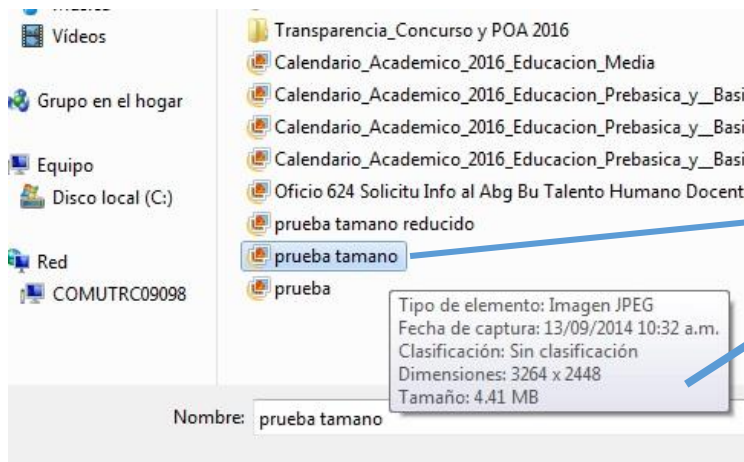 Vídeos
Grupo en el hogar
Equipo
Disco local (C:)
Red
COMUTRC09098
Transparencia_Concurso y POA 2016
Calendario_Academico_2016_Educacion_Media
Calendario_Academico_2016_Educacion_Prebasica_y__Basi
Calendario_Academico_2016_Educacion_Prebasica_y__Basi
Calendario_Academico_2016_Educacion_Prebasica_y__Basi
Oficio 624 Solicitu Info al Abg Bu Talento Humano Docent
prueba tamano reducido
prueba tamano
prueba
Tipo de elemento: Imagen JPEG
Fecha de captura: 13/09/2014 10:32 a.m.
Clasificación: Sin clasificación
Dimensiones: 3264 x 2448
Tamaño: 4.41 MB
Nombre: prueba tamano